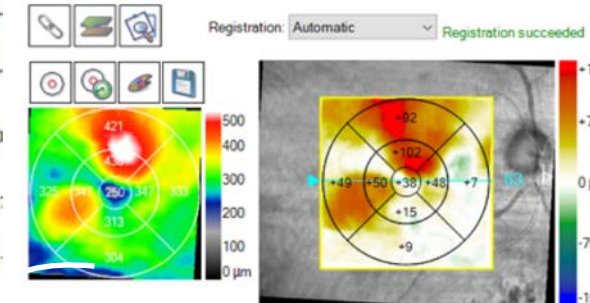 Registration: Automatic Registration succeeded
500
400
300
200
100
0 µm
421
325 347 250 347 333
313
304
+92
+102
+49 +50 +38 +48 +7
+15
+9
0 µ